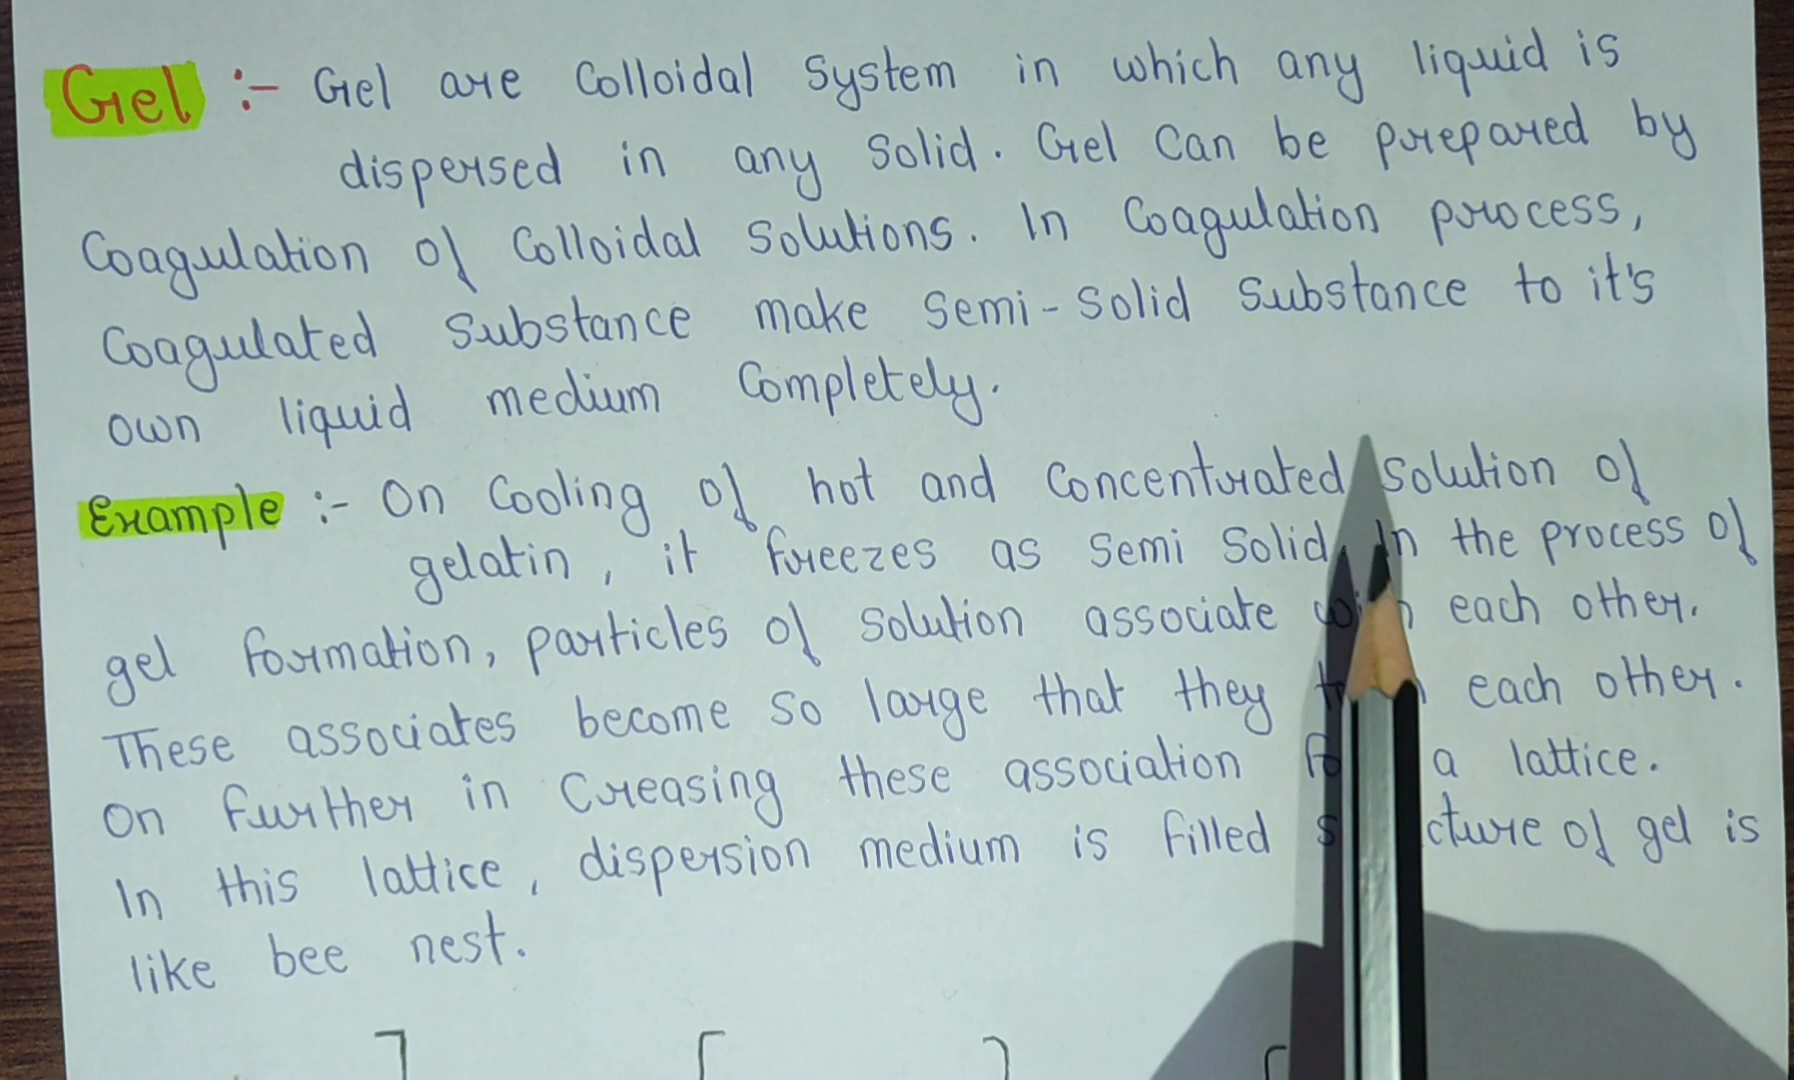 Gel :- Gel are Colloidal System in which any liquid is
dispersed in any Solid. Gel Can be prepared by
Coagulation of Colloidal Solutions. In Coagulation process,
Coagulated Substance make Semi-Solid Substance to it's
own liquid medium Completely.
Example :- On Cooling of hot and Concentrated Solution of
gelatin, it freezes as Semi Solid. In the process of
gel formation, particles of Solution associate with each other.
These associates become so large that they each other.
On further in Creasing these association a lattice.
In this lattice, dispersion medium is filled structure of gel is
like bee nest.